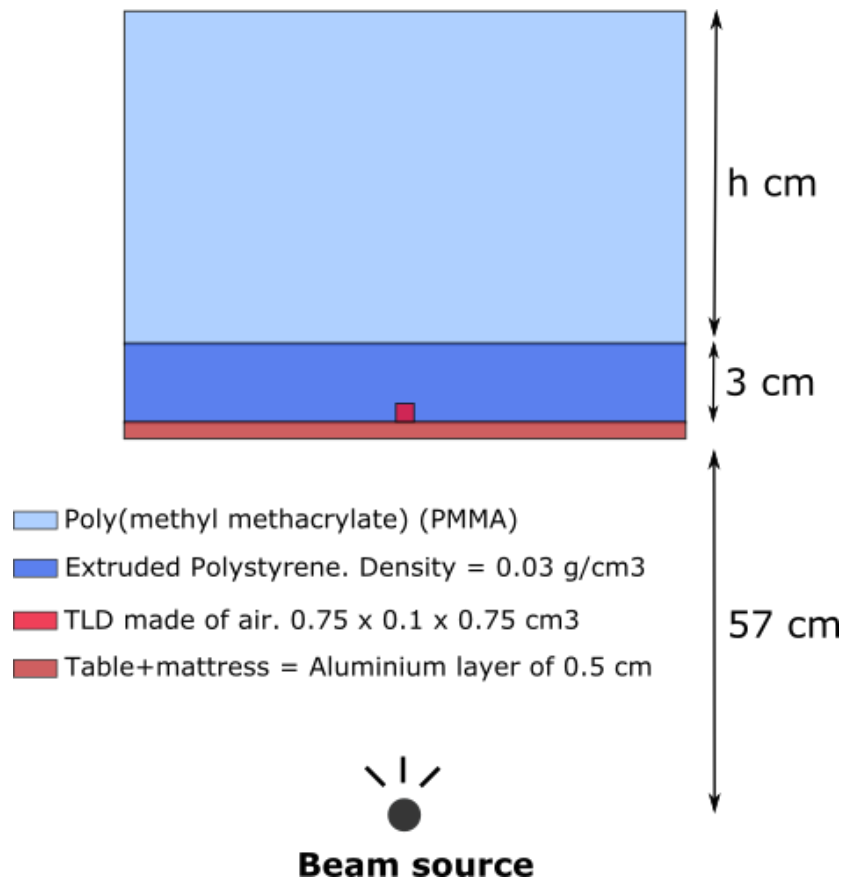 h cm
3 cm
Poly(methyl methacrylate) (PMMA)
Extruded Polystyrene. Density = 0.03 g/cm3
TLD made of air. 0.75 x 0.1 x 0.75 cm3
Table+mattress = Aluminium layer of 0.5 cm
57 cm
Beam source